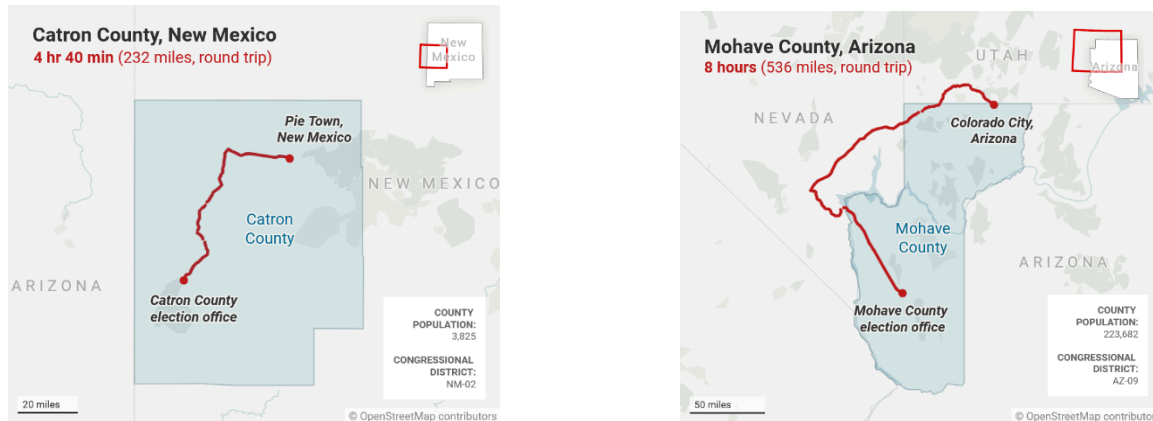 Catron County, New Mexico
4 hr 40 min (232 miles, round trip)
New
Mexico
Pie Town,
New Mexico
NEW MEXICO
Catron
County
ARIZONA
Catron County
election office
COUNTY
POPULATION:
3,825
CONGRESSIONAL
DISTRICT:
NM-02
20 miles
© OpenStreetMap contributors
Mohave County, Arizona
8 hours (536 miles, round trip)
UTAH
Arizona
NEVADA
Colorado City,
Arizona
Mohave
County
ARIZONA
Mohave County
election office
COUNTY
POPULATION:
223,682
CONGRESSIONAL
DISTRICT:
AZ-09
50 miles
© OpenStreetMap contributors